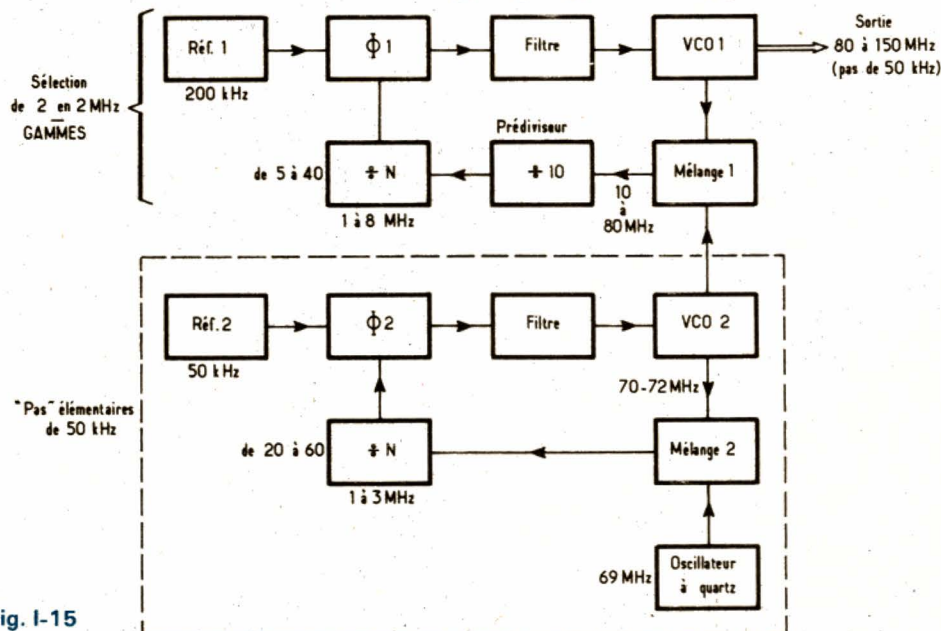 Réf. 1
200 kHz
Φ1
Filtre
VCO 1
Sortie
80 à 150 MHz
(pas de 50 kHz)
Sélection
de 2 en 2 MHz
GAMMES
de 5 à 40
÷ N
1 à 8 MHz
Prédiviseur
÷ 10
10
à
80 MHz
Mélange 1
Réf. 2
50 kHz
Φ2
Filtre
VCO 2
70-72 MHz
"Pas" élémentaires
de 50 kHz
de 20 à 60
÷ N
1 à 3 MHz
Mélange 2
69 MHz
Oscillateur
à quartz
ig. I-15